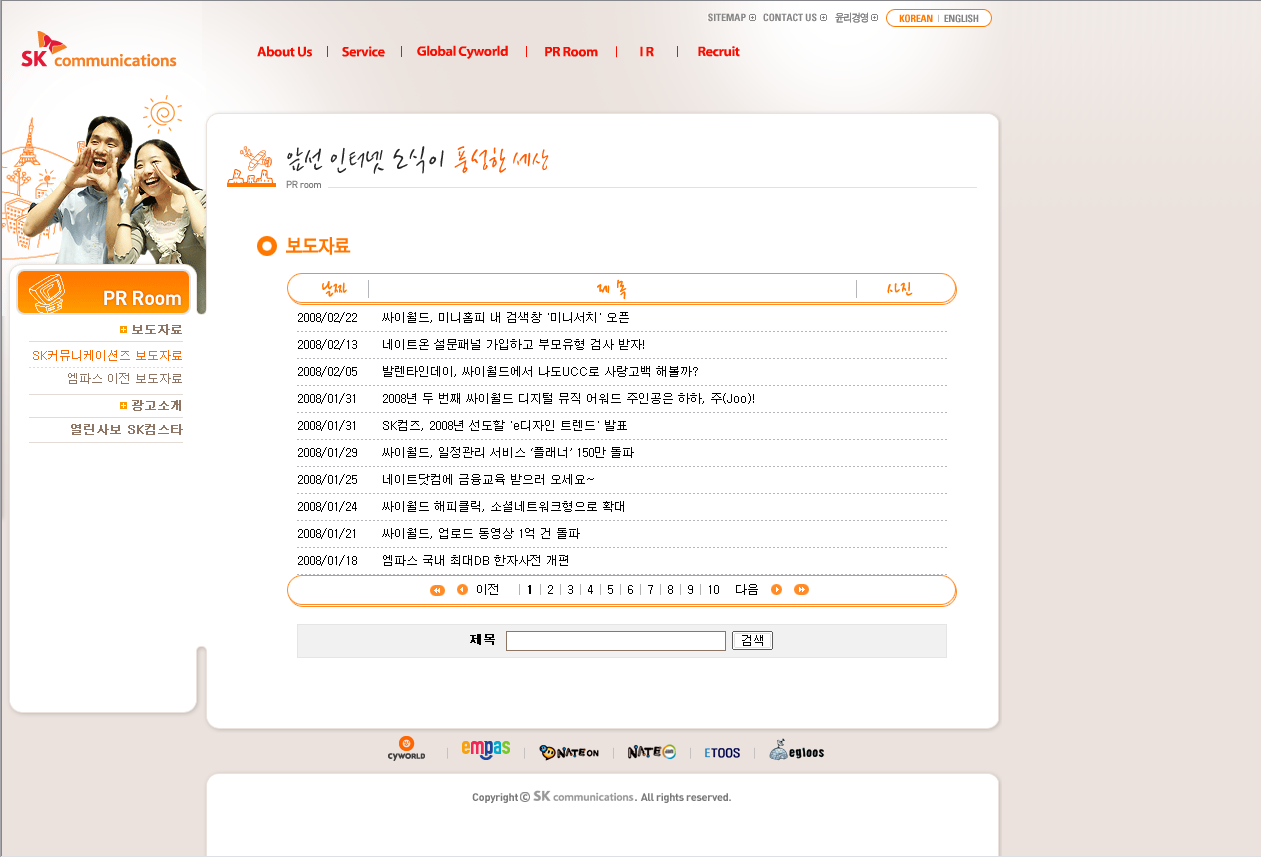 SITEMAP CONTACT US 윤리경영 KOREAN | ENGLISH
SK communications
About Us | Service | Global Cyworld | PR Room | I R | Recruit
앞선 인터넷 소식이 풍성한 세상
PR room
보도자료
PR Room
보도자료
SK커뮤니케이션즈 보도자료
엠파스 이전 보도자료
광고소개
열린사보 SK컴스타
날짜 제 목 사진
2008/02/22 싸이월드, 미니홈피 내 검색창 '미니서치' 오픈
2008/02/13 네이트온 설문패널 가입하고 부모유형 검사 받자!
2008/02/05 발렌타인데이, 싸이월드에서 나도UCC로 사랑고백 해볼까?
2008/01/31 2008년 두 번째 싸이월드 디지털 뮤직 어워드 주인공은 하하, 주(Joo)!
2008/01/31 SK컴즈, 2008년 선도할 'e디자인 트렌드' 발표
2008/01/29 싸이월드, 일정관리 서비스 ‘플래너’ 150만 돌파
2008/01/25 네이트닷컴에 금융교육 받으러 오세요~
2008/01/24 싸이월드 해피클릭, 소셜네트워크형으로 확대
2008/01/21 싸이월드, 업로드 동영상 1억 건 돌파
2008/01/18 엠파스 국내 최대DB 한자사전 개편
이전 | 1 | 2 | 3 | 4 | 5 | 6 | 7 | 8 | 9 | 10 다음
제목 검색
CYWORLD | empas | NATE ON | NATE.com | ETOOS | egloos
Copyright © SK communications. All rights reserved.